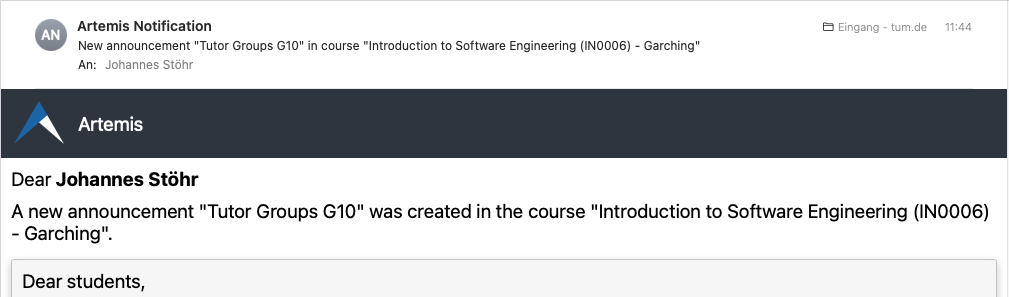 AN
Artemis Notification
Eingang - tum.de 11:44
New announcement "Tutor Groups G10" in course "Introduction to Software Engineering (IN0006) - Garching"
An: Johannes Stöhr
Artemis
Dear Johannes Stöhr
A new announcement "Tutor Groups G10" was created in the course "Introduction to Software Engineering (IN0006)
- Garching".
Dear students,